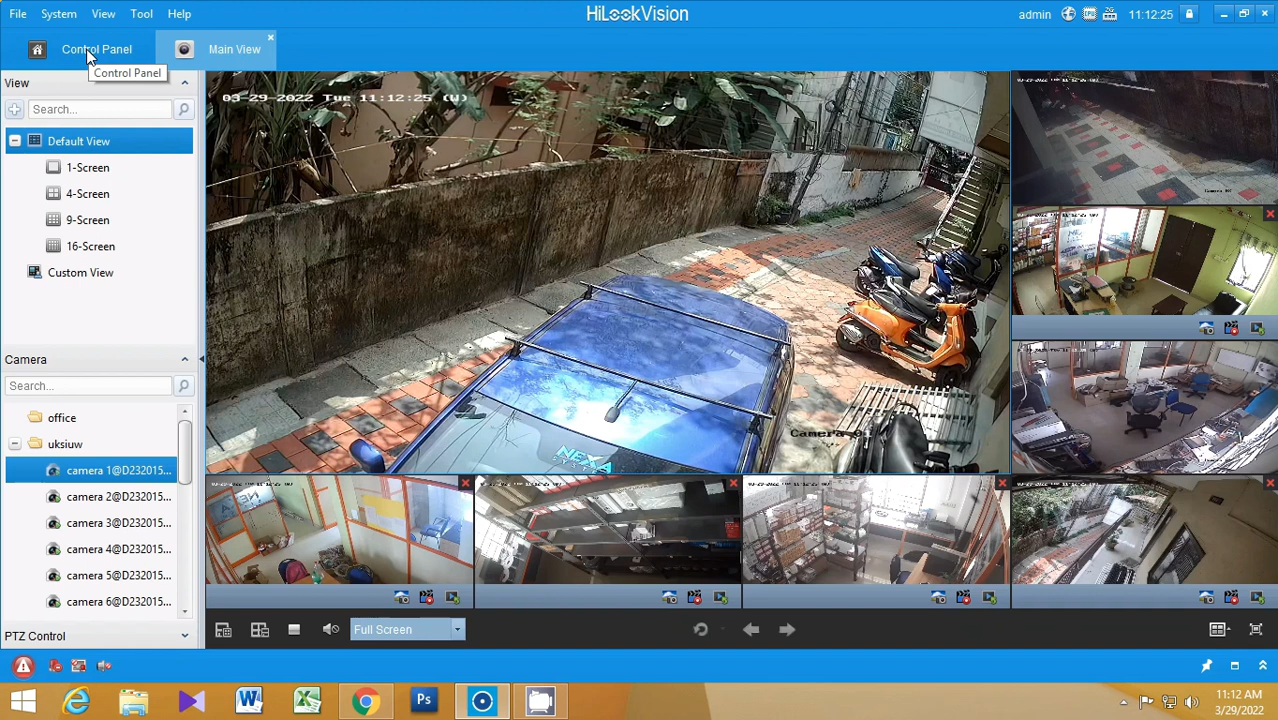 File System View Tool Help
HiLookVision
admin 11:12:25
Control Panel
Main View
Control Panel
View
Search...
Default View
1-Screen
4-Screen
9-Screen
16-Screen
Custom View
Camera
Search...
office
uksiuw
camera 1@D232015...
camera 2@D232015...
camera 3@D232015...
camera 4@D232015...
camera 5@D232015...
camera 6@D232015...
PTZ Control
03-29-2022 Tue 11:12:25 (W)
NEXA
Full Screen
11:12 AM
3/29/2022